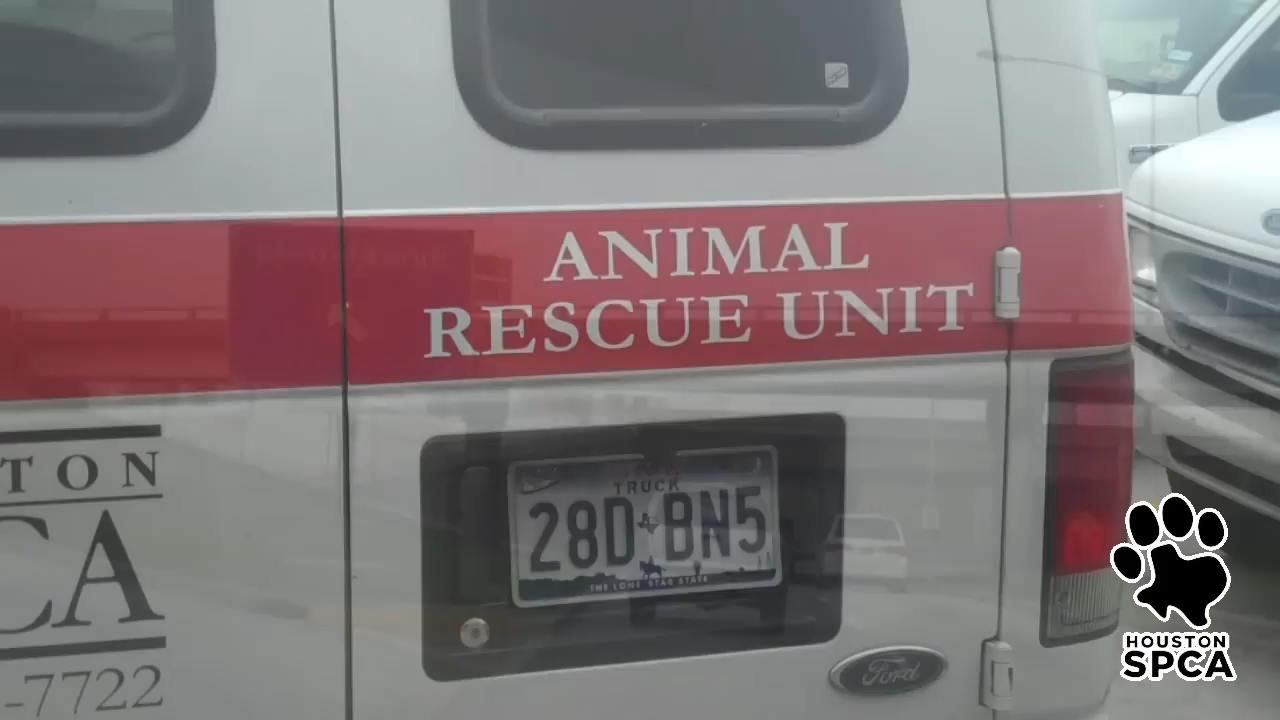 ANIMAL
RESCUE UNIT
TON
CA
-7722
TRUCK
28D BN5
THE LONE STAR STATE
Ford
HOUSTON
SPCA